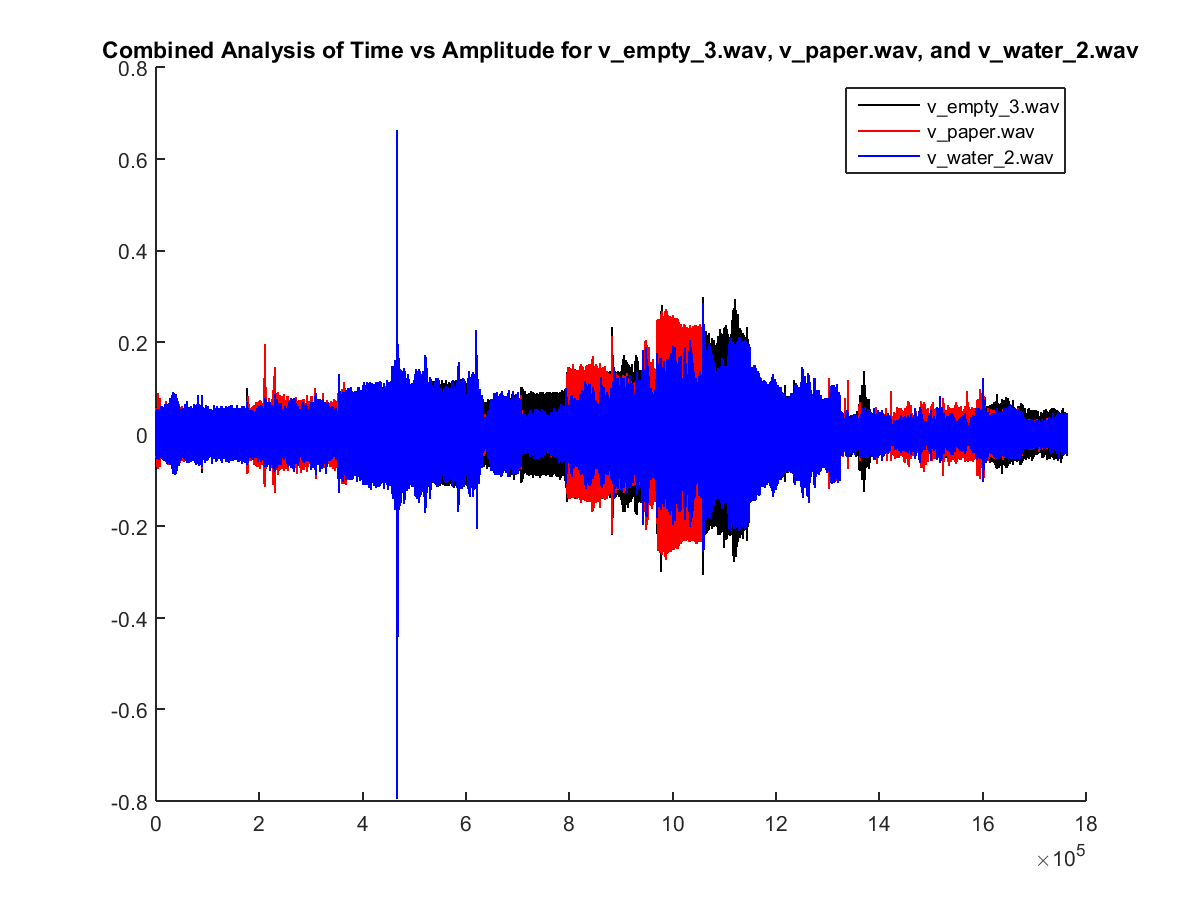 Combined Analysis of Time vs Amplitude for v_empty_3.wav, v_paper.wav, and v_water_2.wav
0.8
v_empty_3.wav
v_paper.wav
v_water_2.wav
0.6
0.4
0.2
0
-0.2
-0.4
-0.6
-0.8
0 2 4 6 8 10 12 14 16 18
×10⁵